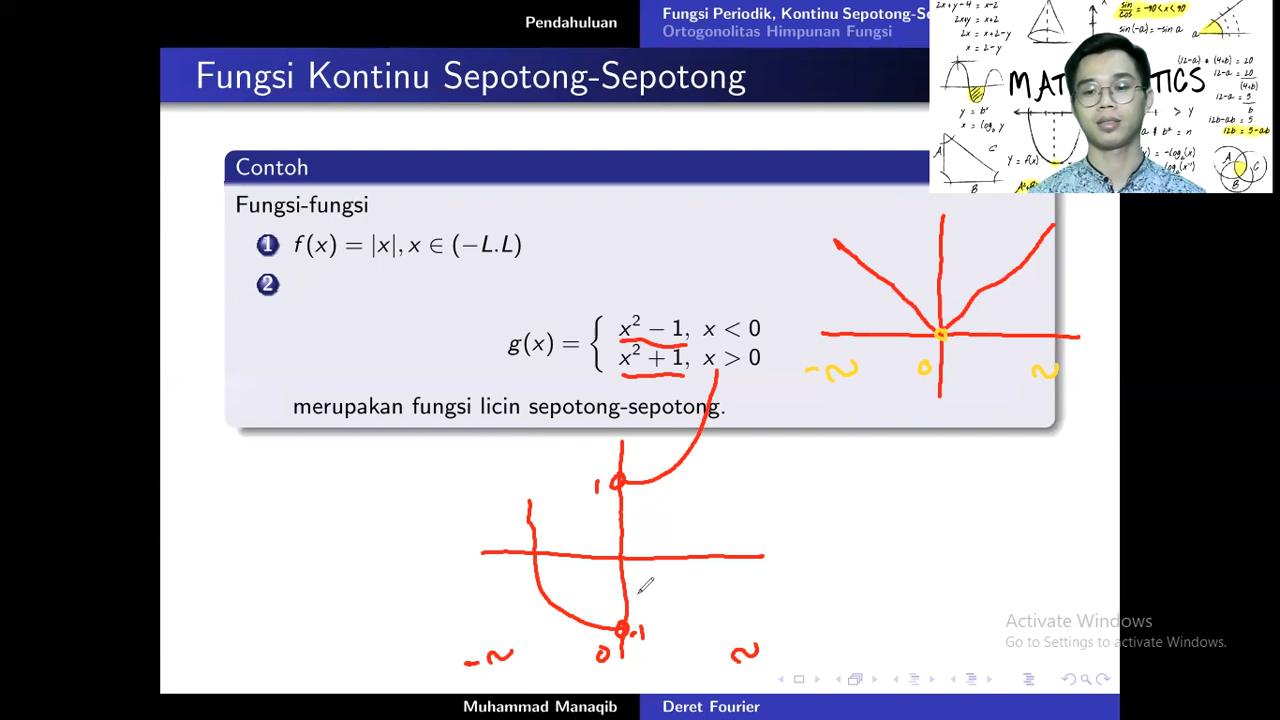 Pendahuluan
Fungsi Periodik, Kontinu Sepotong-Se
Ortogonolitas Himpunan Fungsi
Fungsi Kontinu Sepotong-Sepotong
Contoh
Fungsi-fungsi
1 f(x) = |x|, x ∈ (−L.L)
2
g(x) = { x² − 1, x < 0
x² + 1, x > 0
merupakan fungsi licin sepotong-sepotong.
-~ 0 ~
1
-1
-~ 0 ~
Activate Windows
Go to Settings to activate Windows.
Muhammad Manaqib
Deret Fourier